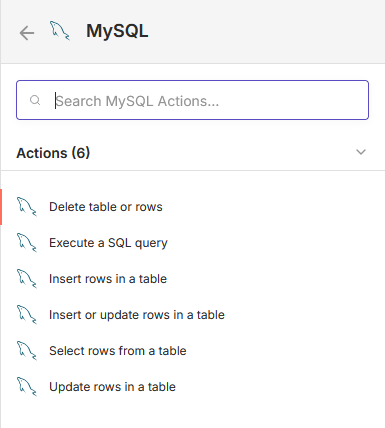 MySQL
Search MySQL Actions...
Actions (6)
Delete table or rows
Execute a SQL query
Insert rows in a table
Insert or update rows in a table
Select rows from a table
Update rows in a table